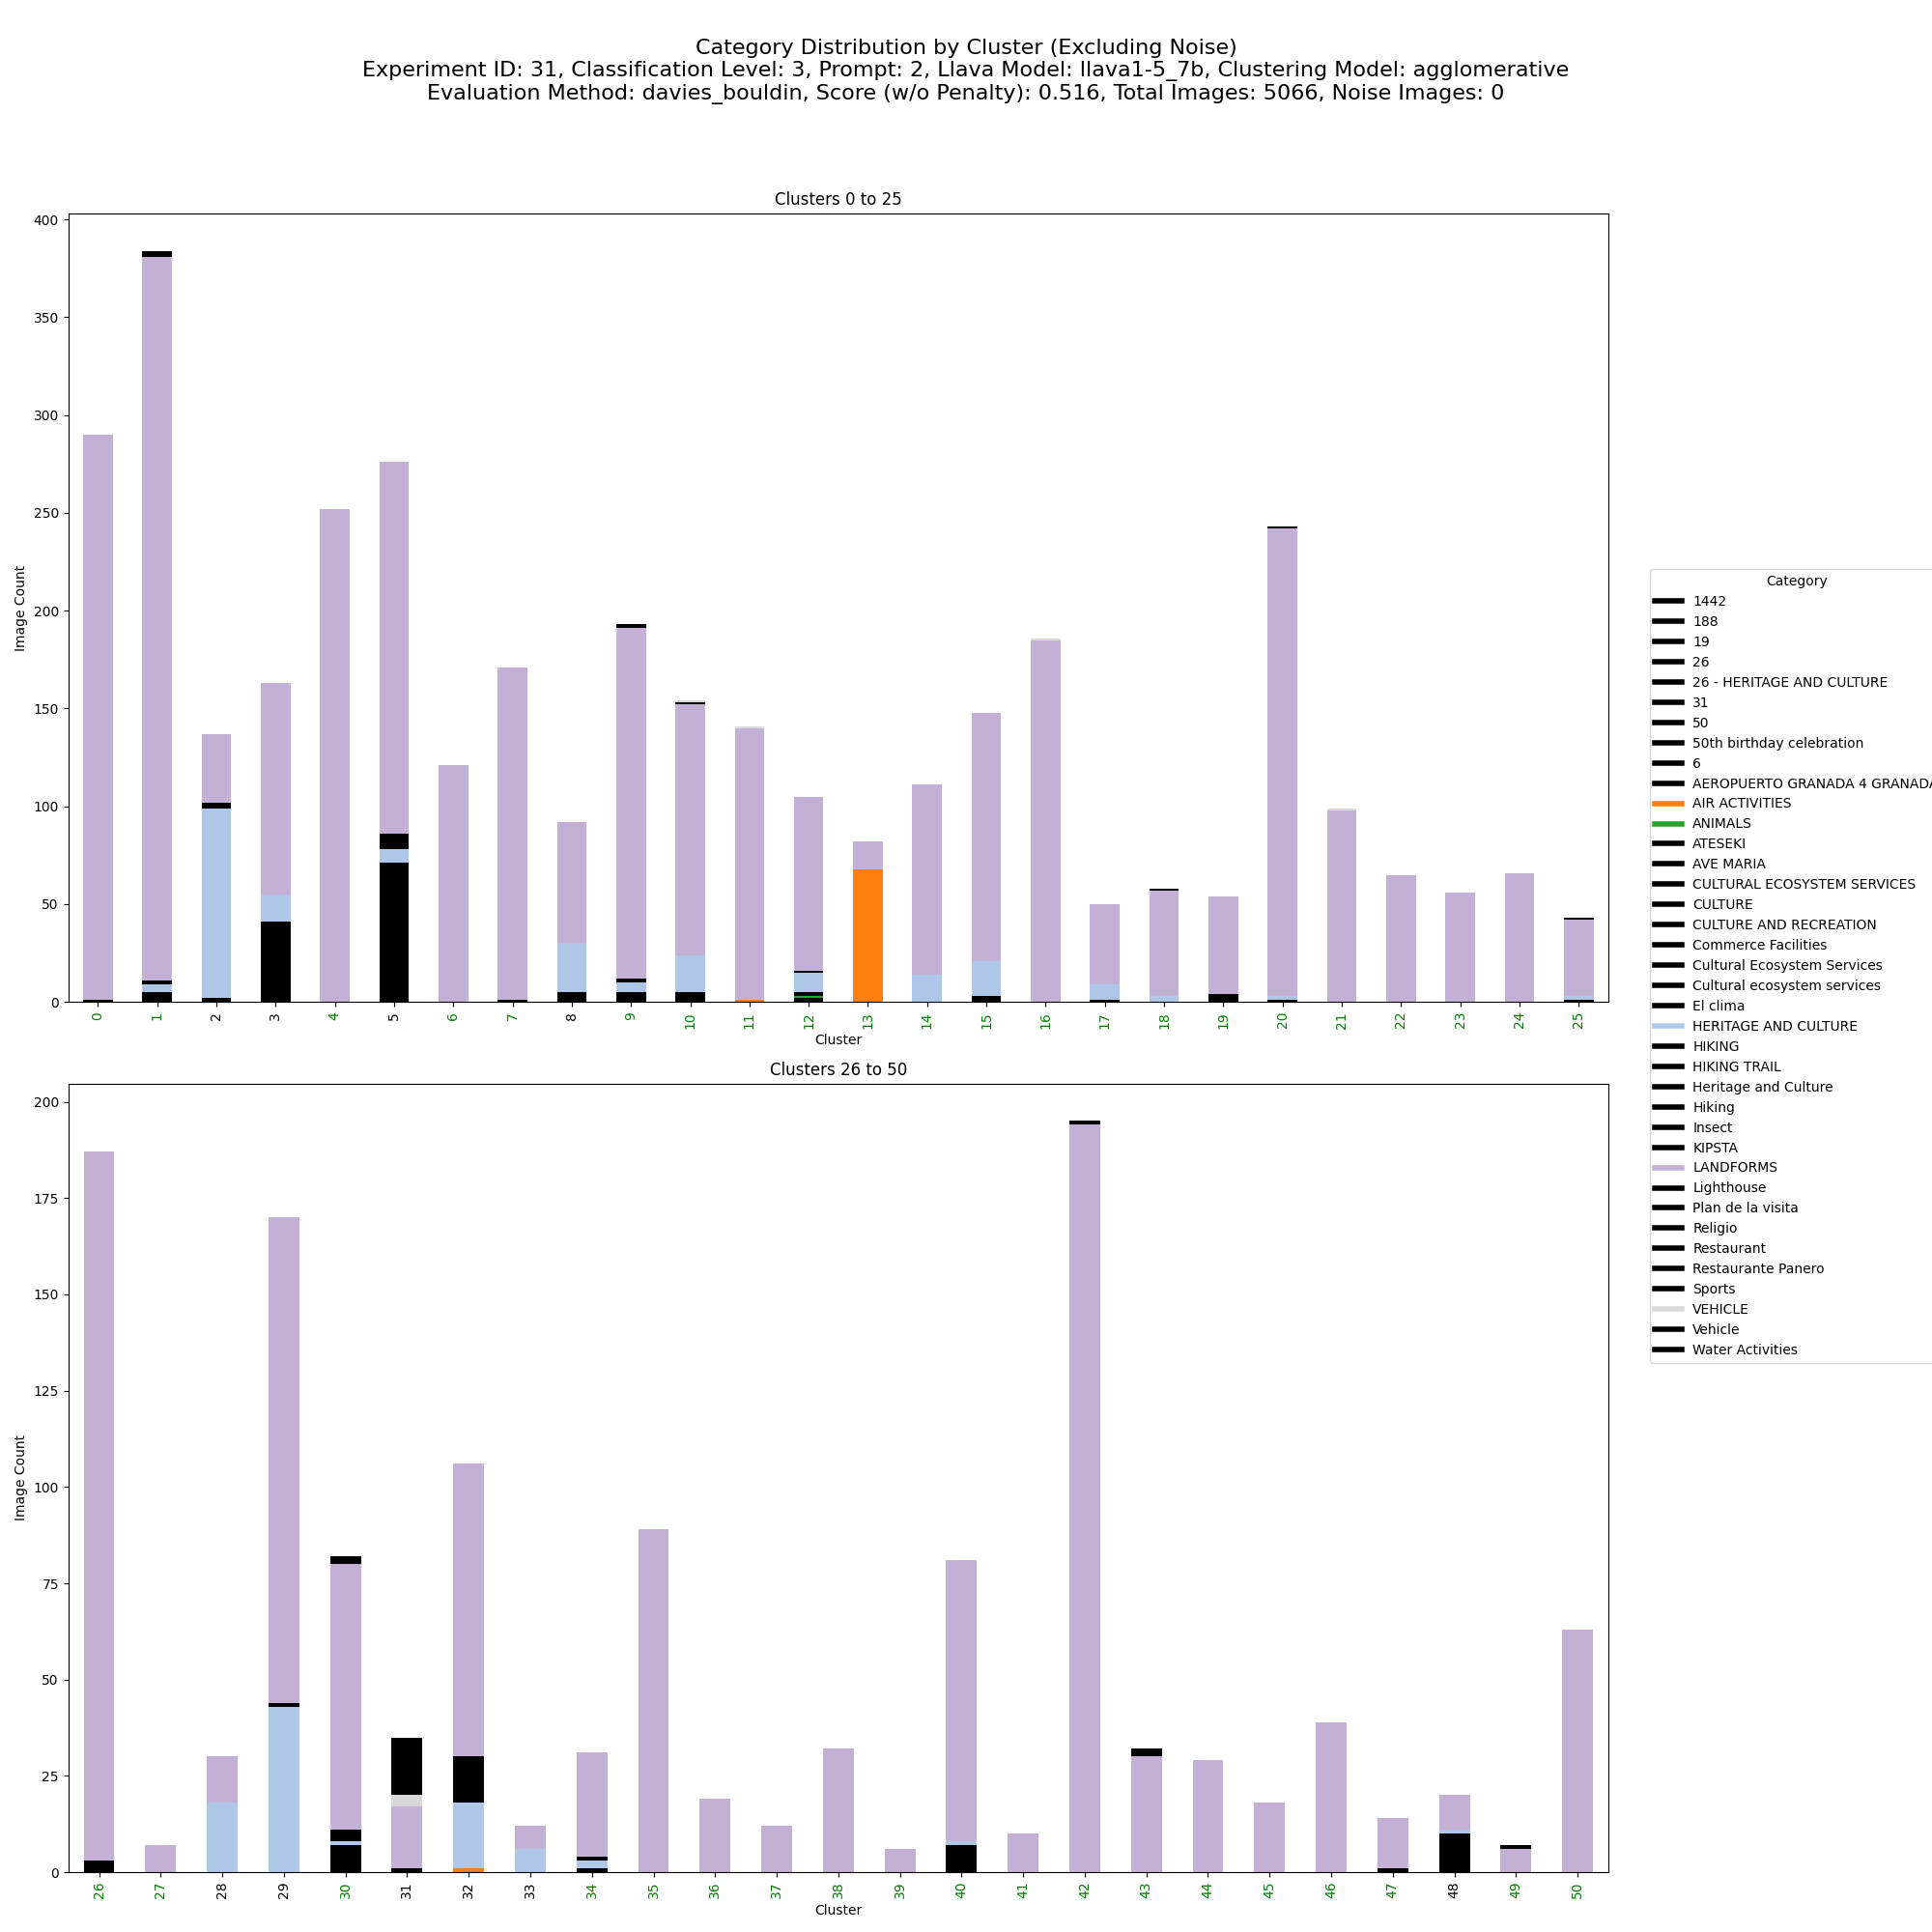 Category Distribution by Cluster (Excluding Noise)
Experiment ID: 31, Classification Level: 3, Prompt: 2, Llava Model: llava1-5_7b, Clustering Model: agglomerative
Evaluation Method: davies_bouldin, Score (w/o Penalty): 0.516, Total Images: 5066, Noise Images: 0
Clusters 0 to 25
400
350
300
250
200
150
100
50
0
Image Count
0 1 2 3 4 5 6 7 8 9 10 11 12 13 14 15 16 17 18 19 20 21 22 23 24 25
Cluster
Clusters 26 to 50
200
175
150
125
100
75
50
25
0
Image Count
26 27 28 29 30 31 32 33 34 35 36 37 38 39 40 41 42 43 44 45 46 47 48 49 50
Cluster
Category
1442
188
19
26
26 - HERITAGE AND CULTURE
31
50
50th birthday celebration
6
AEROPUERTO GRANADA 4 GRANADA
AIR ACTIVITIES
ANIMALS
ATESEKI
AVE MARIA
CULTURAL ECOSYSTEM SERVICES
CULTURE
CULTURE AND RECREATION
Commerce Facilities
Cultural Ecosystem Services
Cultural ecosystem services
El clima
HERITAGE AND CULTURE
HIKING
HIKING TRAIL
Heritage and Culture
Hiking
Insect
KIPSTA
LANDFORMS
Lighthouse
Plan de la visita
Religio
Restaurant
Restaurante Panero
Sports
VEHICLE
Vehicle
Water Activities